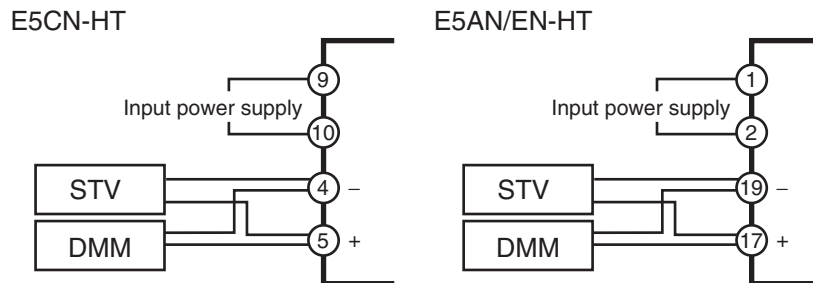 E5CN-HT
9
Input power supply
10
STV
4 −
DMM
5 +
E5AN/EN-HT
1
Input power supply
2
STV
19 −
DMM
17 +